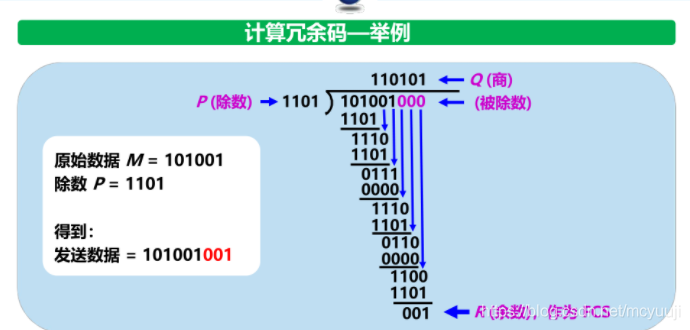 计算冗余码—举例
110101 Q (商)
P (除数) 1101 101001000 (被除数)
1101
1110
1101
0111
0000
1110
1101
0110
0000
1100
1101
001 R (余数), 作为 FCS
原始数据 M = 101001
除数 P = 1101
得到：
发送数据 = 101001001
https://blog.csdn.net/mcyuuji